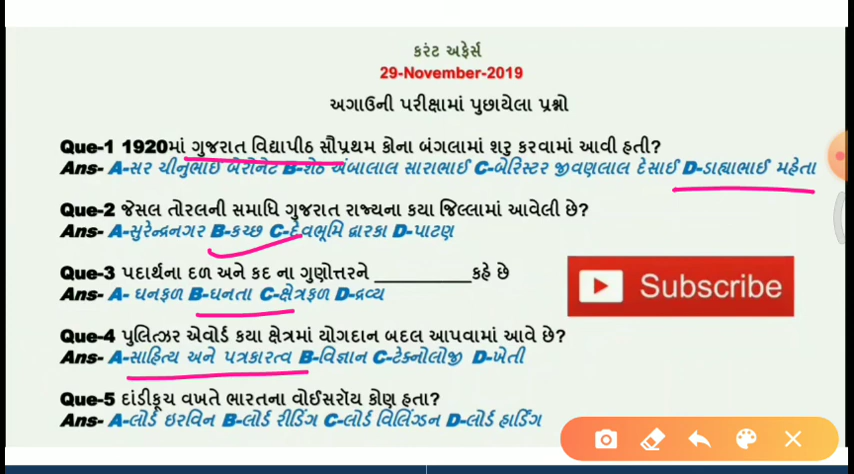 કરંટ અફેર્સ
29-November-2019
અગાઉની પરીક્ષામાં પુછાયેલા પ્રશ્નો
Que-1 1920માં ગુજરાત વિદ્યાપીઠ સૌપ્રથમ કોના બંગલામાં શરુ કરવામાં આવી હતી?
Ans- A-સર ચીનુભાઇ બેરોનેટ B-શેઠ અંબાલાલ સારાભાઈ C-બેરિસ્ટર જીવણલાલ દેસાઈ D-ડાહ્યાભાઈ મહેતા
Que-2 જેસલ તોરલની સમાધિ ગુજરાત રાજ્યના કયા જિલ્લામાં આવેલી છે?
Ans- A-સુરેન્દ્રનગર B-કચ્છ C-દેવભૂમિ દ્વારકા D-પાટણ
Que-3 પદાર્થના દળ અને કદ ના ગુણોત્તરને __________કહે છે
Ans- A- ઘનફળ B-ઘનતા C-ક્ષેત્રફળ D-દ્રવ્ય
Subscribe
Que-4 પુલિત્ઝર એવોર્ડ કયા ક્ષેત્રમાં યોગદાન બદલ આપવામાં આવે છે?
Ans- A-સાહિત્ય અને પત્રકારત્વ B-વિજ્ઞાન C-ટેક્નોલોજી D-ખેતી
Que-5 દાંડીકૂચ વખતે ભારતના વોઈસરૉય કોણ હતા?
Ans- A-લોર્ડ ઇરવિન B-લોર્ડ રીડિંગ C-લોર્ડ વિલિંગ્ડન D-લોર્ડ હાર્ડિંગ